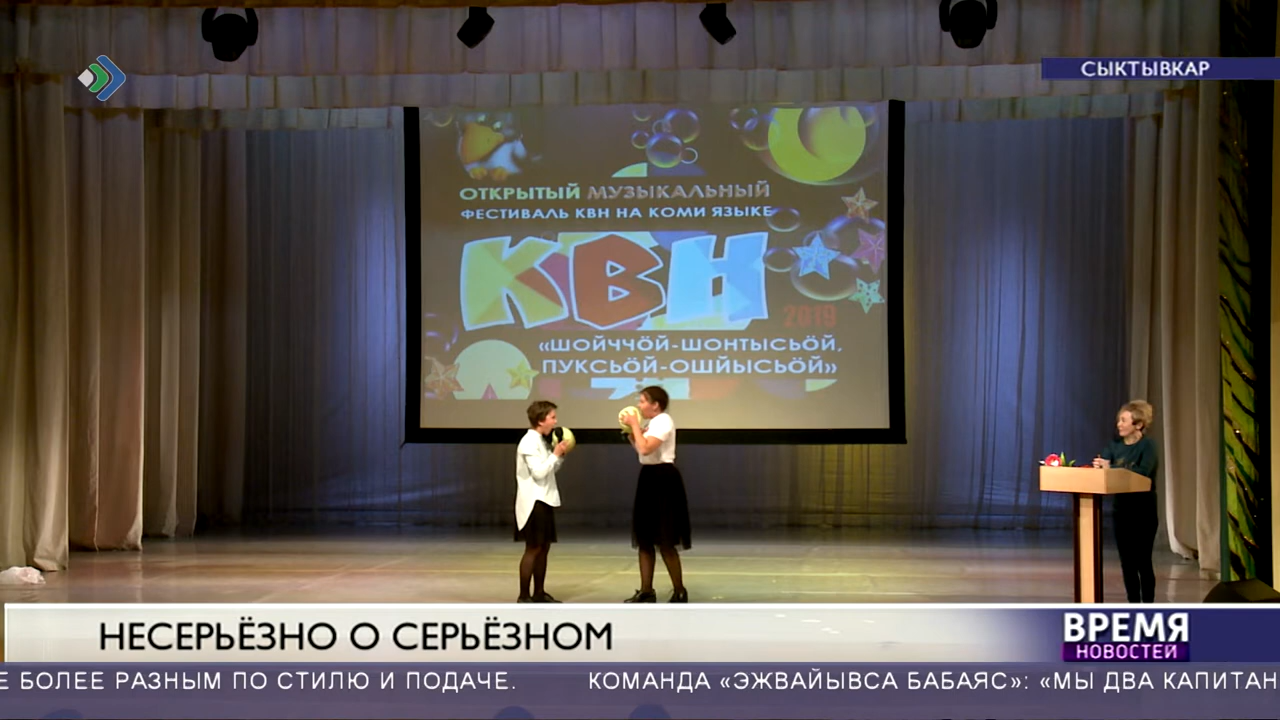 СЫКТЫВКАР
ОТКРЫТЫЙ МУЗЫКАЛЬНЫЙ
ФЕСТИВАЛЬ КВН НА КОМИ ЯЗЫКЕ
КВН
2019
«ШОЙЧЧӦЙ-ШОНТЫСЬӦЙ,
ПУКСЬӦЙ-ОШЙЫСЬӦЙ»
НЕСЕРЬЁЗНО О СЕРЬЁЗНОМ
ВРЕМЯ
НОВОСТЕЙ
Е БОЛЕЕ РАЗНЫМ ПО СТИЛЮ И ПОДАЧЕ. КОМАНДА «ЭЖВАЙЫВСА БАБАЯС»: «МЫ ДВА КАПИТАН